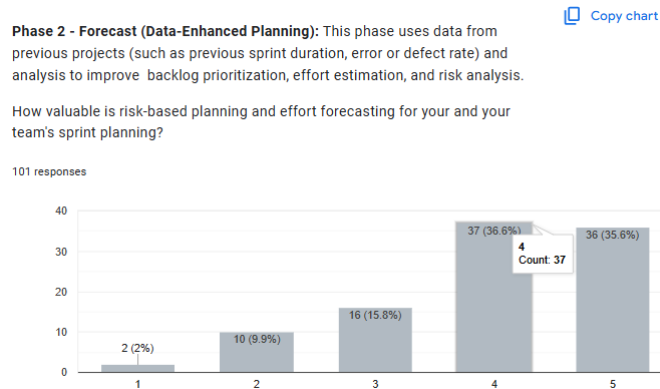 Copy chart
Phase 2 - Forecast (Data-Enhanced Planning): This phase uses data from
previous projects (such as previous sprint duration, error or defect rate) and
analysis to improve backlog prioritization, effort estimation, and risk analysis.
How valuable is risk-based planning and effort forecasting for your and your
team's sprint planning?
101 responses
40
30
20
10
0
2 (2%)
10 (9.9%)
16 (15.8%)
37 (36.6%)
36 (35.6%)
4
Count: 37
1
2
3
4
5